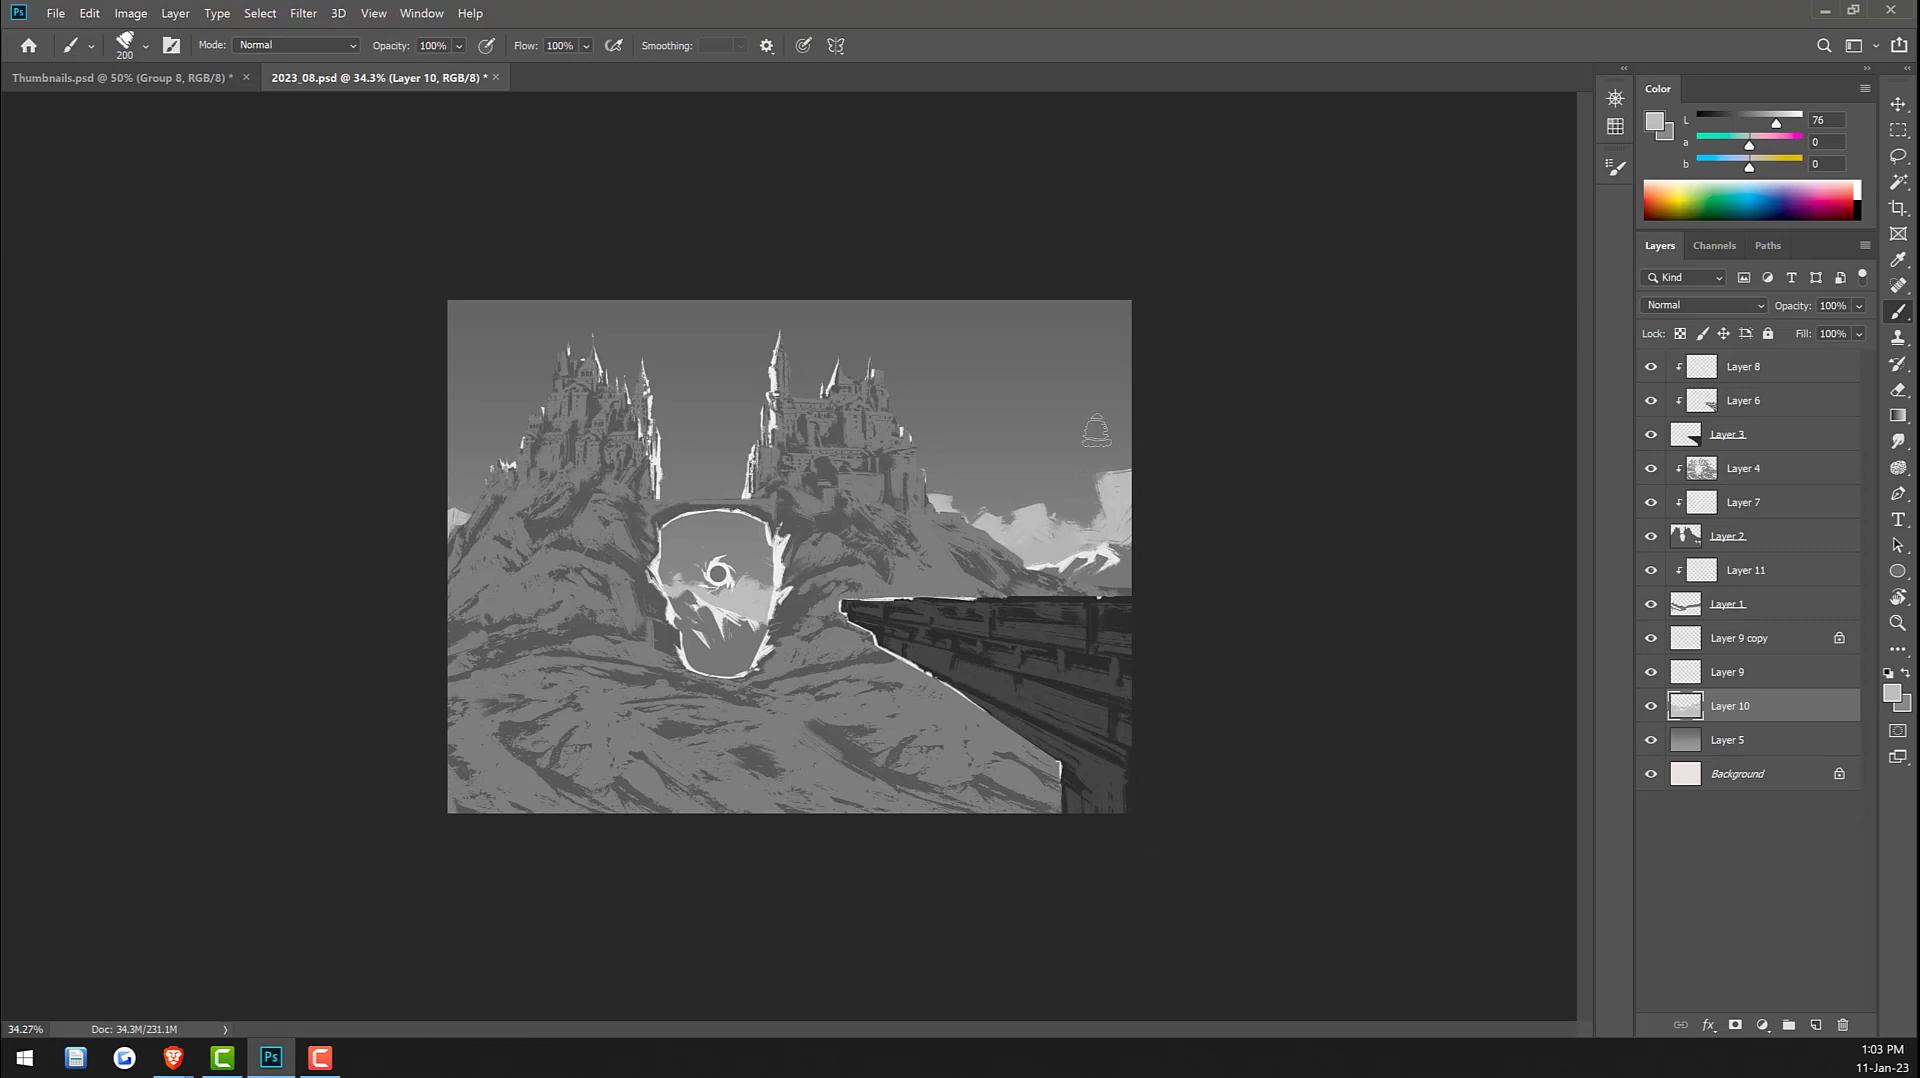 Ps File Edit Image Layer Type Select Filter 3D View Window Help
200 Mode: Normal Opacity: 100% Flow: 100% Smoothing:
Thumbnails.psd @ 50% (Group 8, RGB/8) * × 2023_08.psd @ 34.3% (Layer 10, RGB/8) * ×
Color
L 76
a 0
b 0
Layers Channels Paths
Kind
Normal Opacity: 100%
Lock: Fill: 100%
Layer 8
Layer 6
Layer 3
Layer 4
Layer 7
Layer 2
Layer 11
Layer 1
Layer 9 copy
Layer 9
Layer 10
Layer 5
Background
fx
34.27% Doc: 34.3M/231.1M
Ps
1:03 PM
11-Jan-23